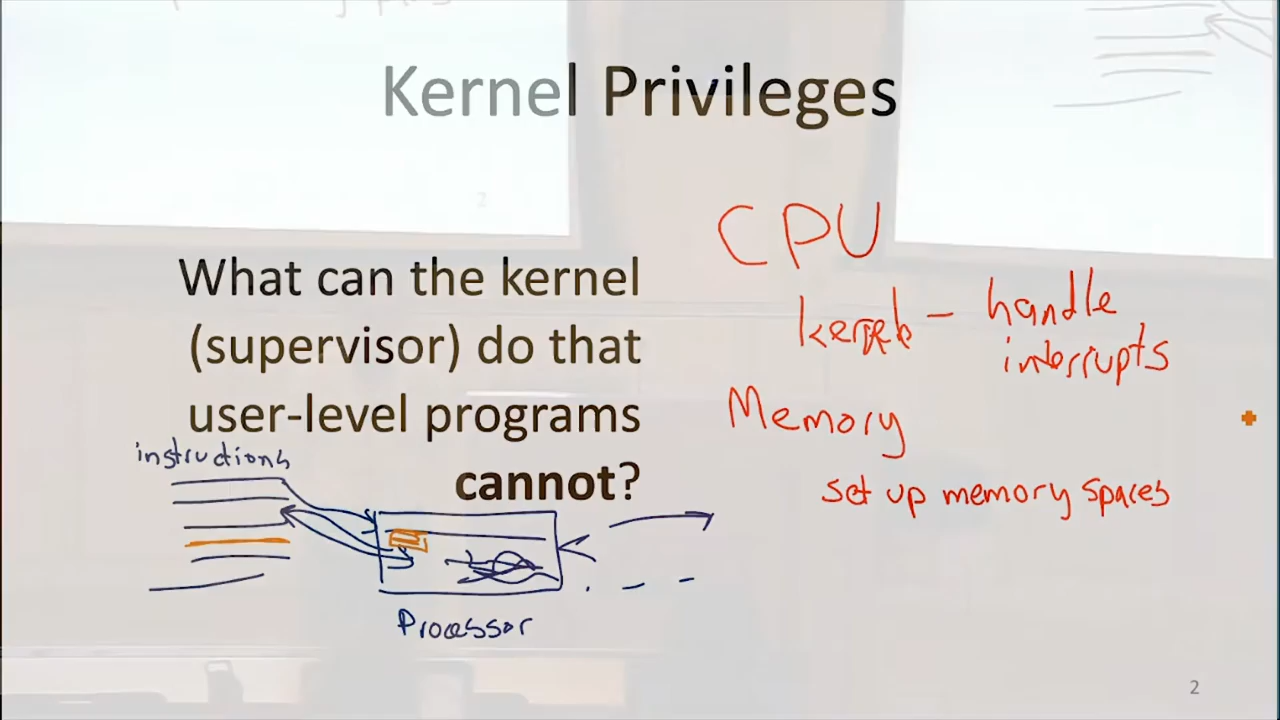 Kernel Privileges
What can the kernel
(supervisor) do that
user-level programs
cannot?
CPU
handle
interrupts
Memory
set up memory spaces
instructions
Processor
2
2